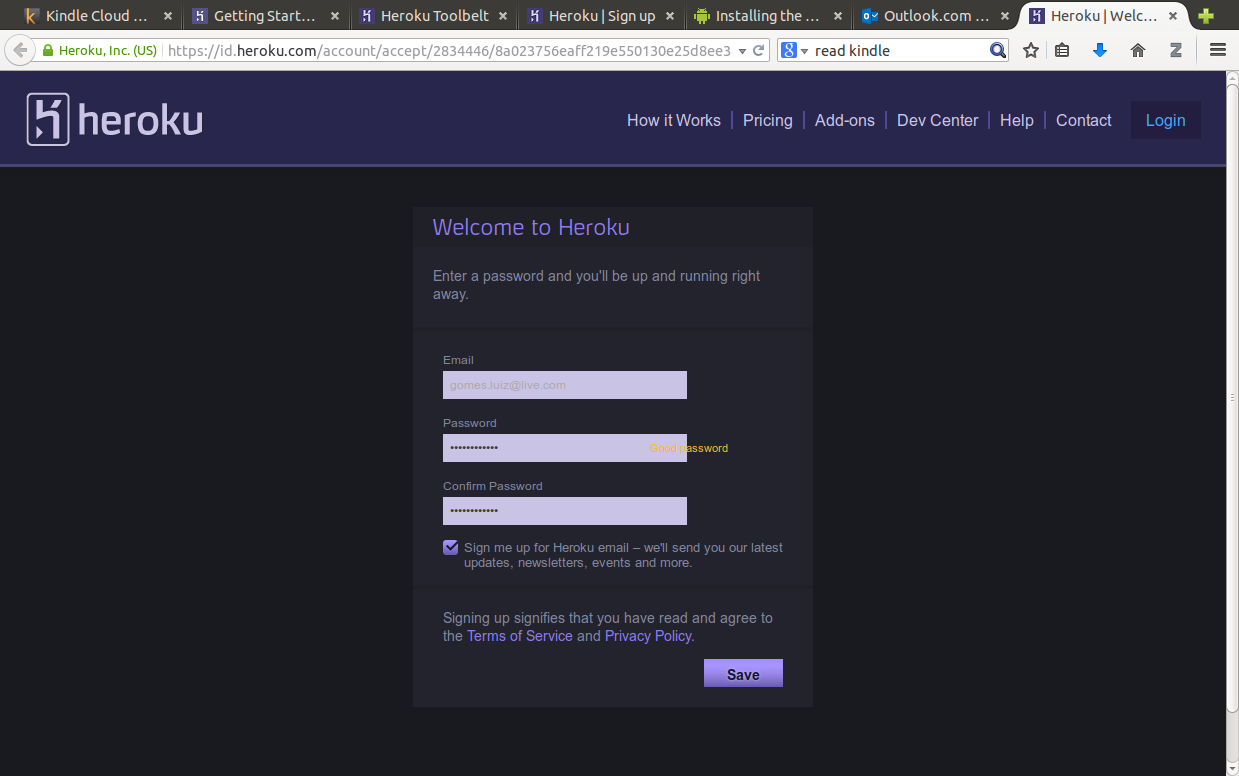 Kindle Cloud ...
Getting Start...
Heroku Toolbelt
Heroku | Sign up
Installing the ...
Outlook.com ...
Heroku | Welc...
Heroku, Inc. (US)
https://id.heroku.com/account/accept/2834446/8a023756eaff219e550130e25d8ee3
read kindle
heroku
How it Works
Pricing
Add-ons
Dev Center
Help
Contact
Login
Welcome to Heroku
Enter a password and you'll be up and running right
away.
Email
gomes.luiz@live.com
Password
••••••••••••
Good password
Confirm Password
••••••••••••
Sign me up for Heroku email – we'll send you our latest
updates, newsletters, events and more.
Signing up signifies that you have read and agree to
the Terms of Service and Privacy Policy.
Save